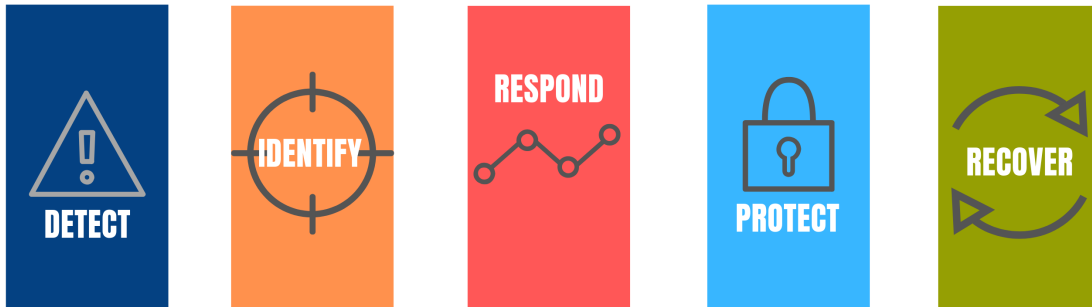 DETECT
IDENTIFY
RESPOND
PROTECT
RECOVER